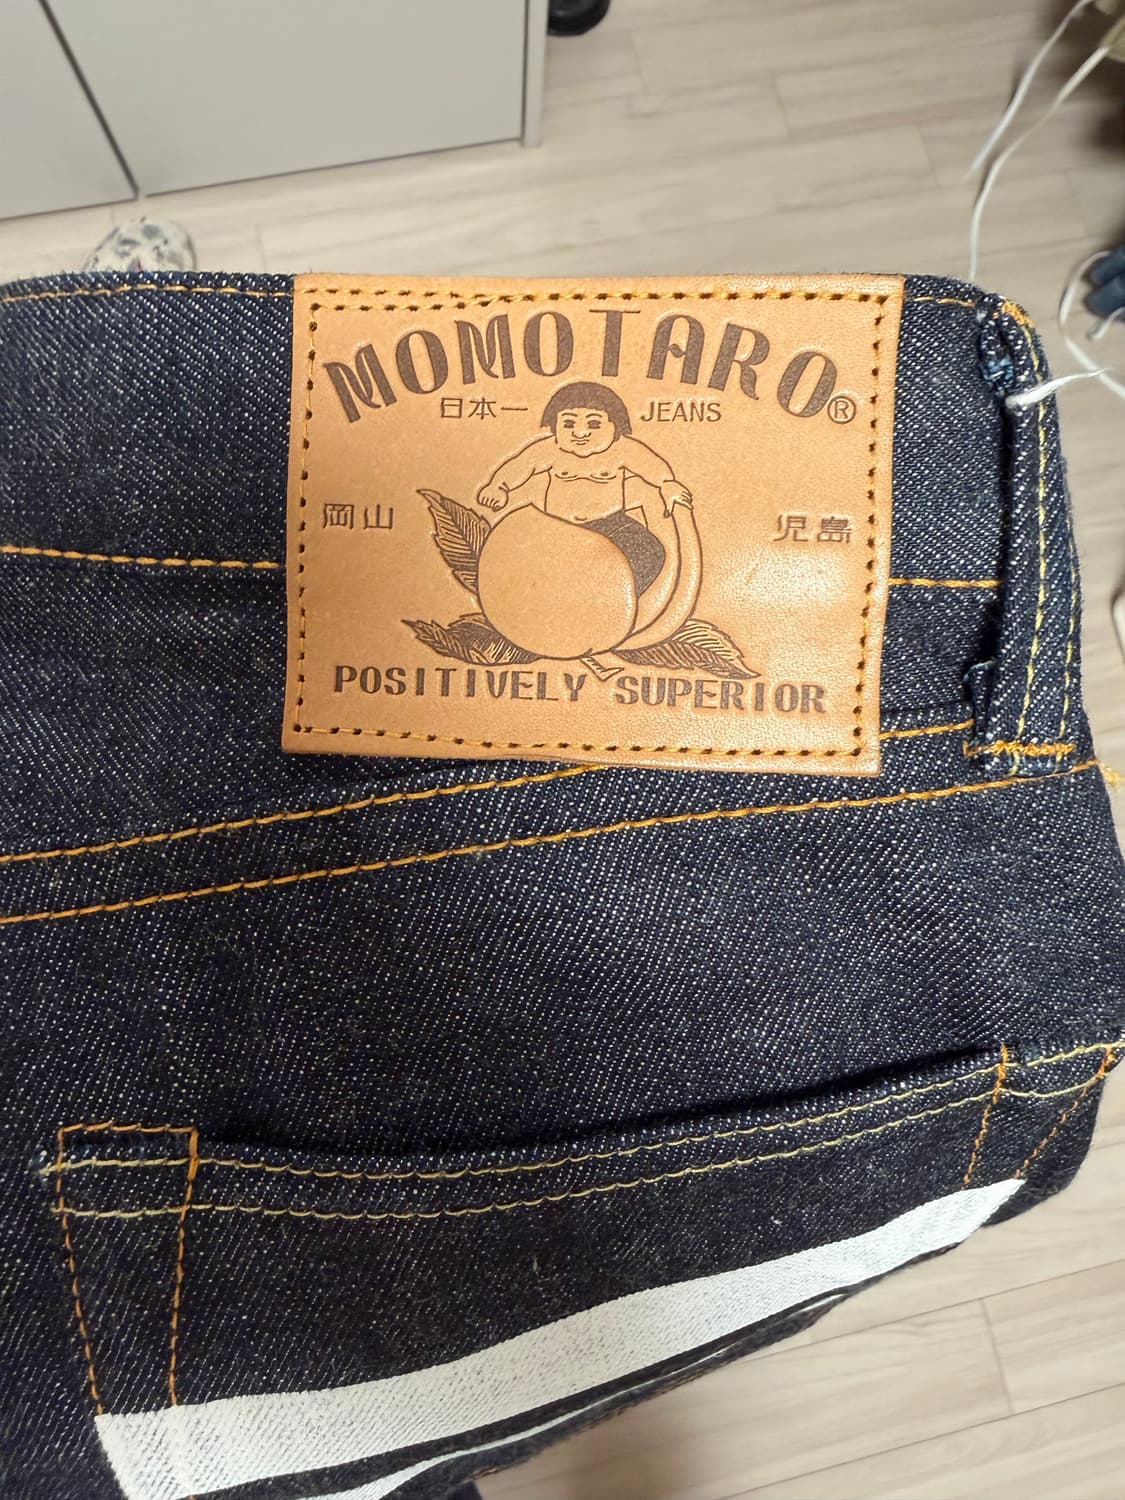 MOMOTARO®
日本一 JEANS
岡山 児島
POSITIVELY SUPERIOR